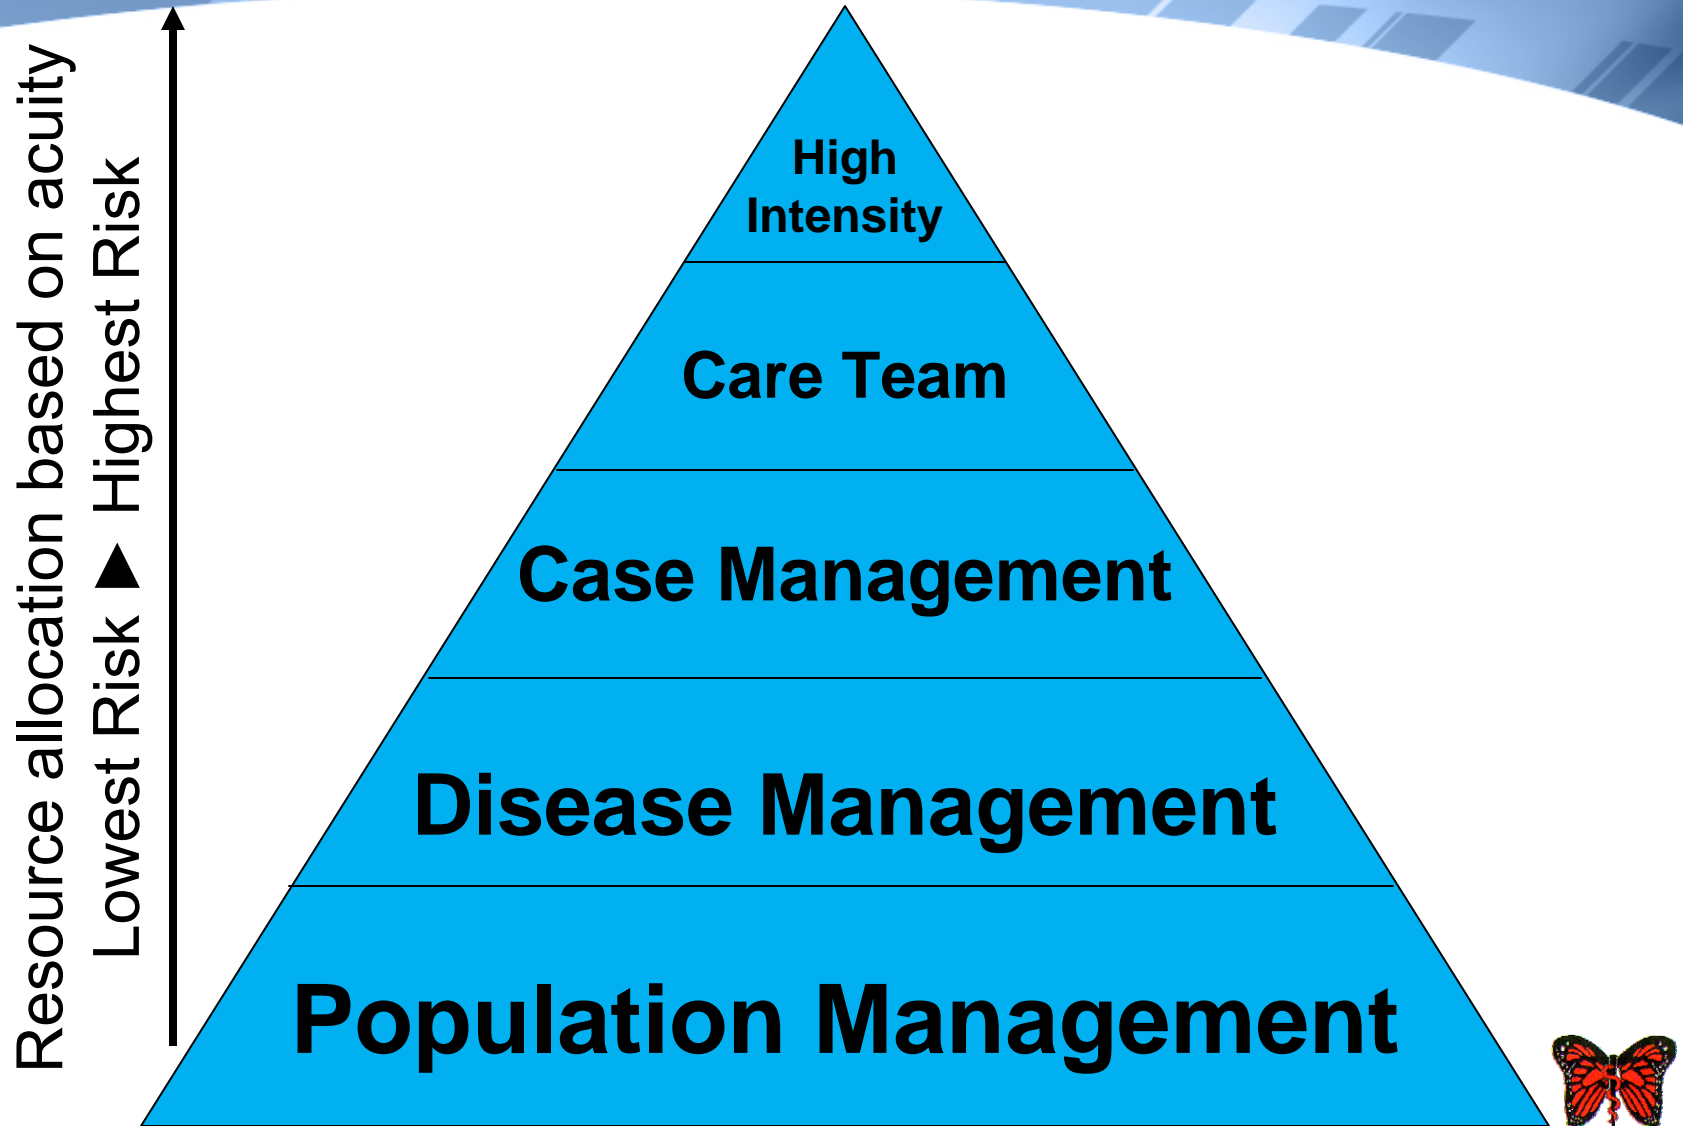 Resource allocation based on acuity
Lowest Risk ► Highest Risk
High
Intensity
Care Team
Case Management
Disease Management
Population Management